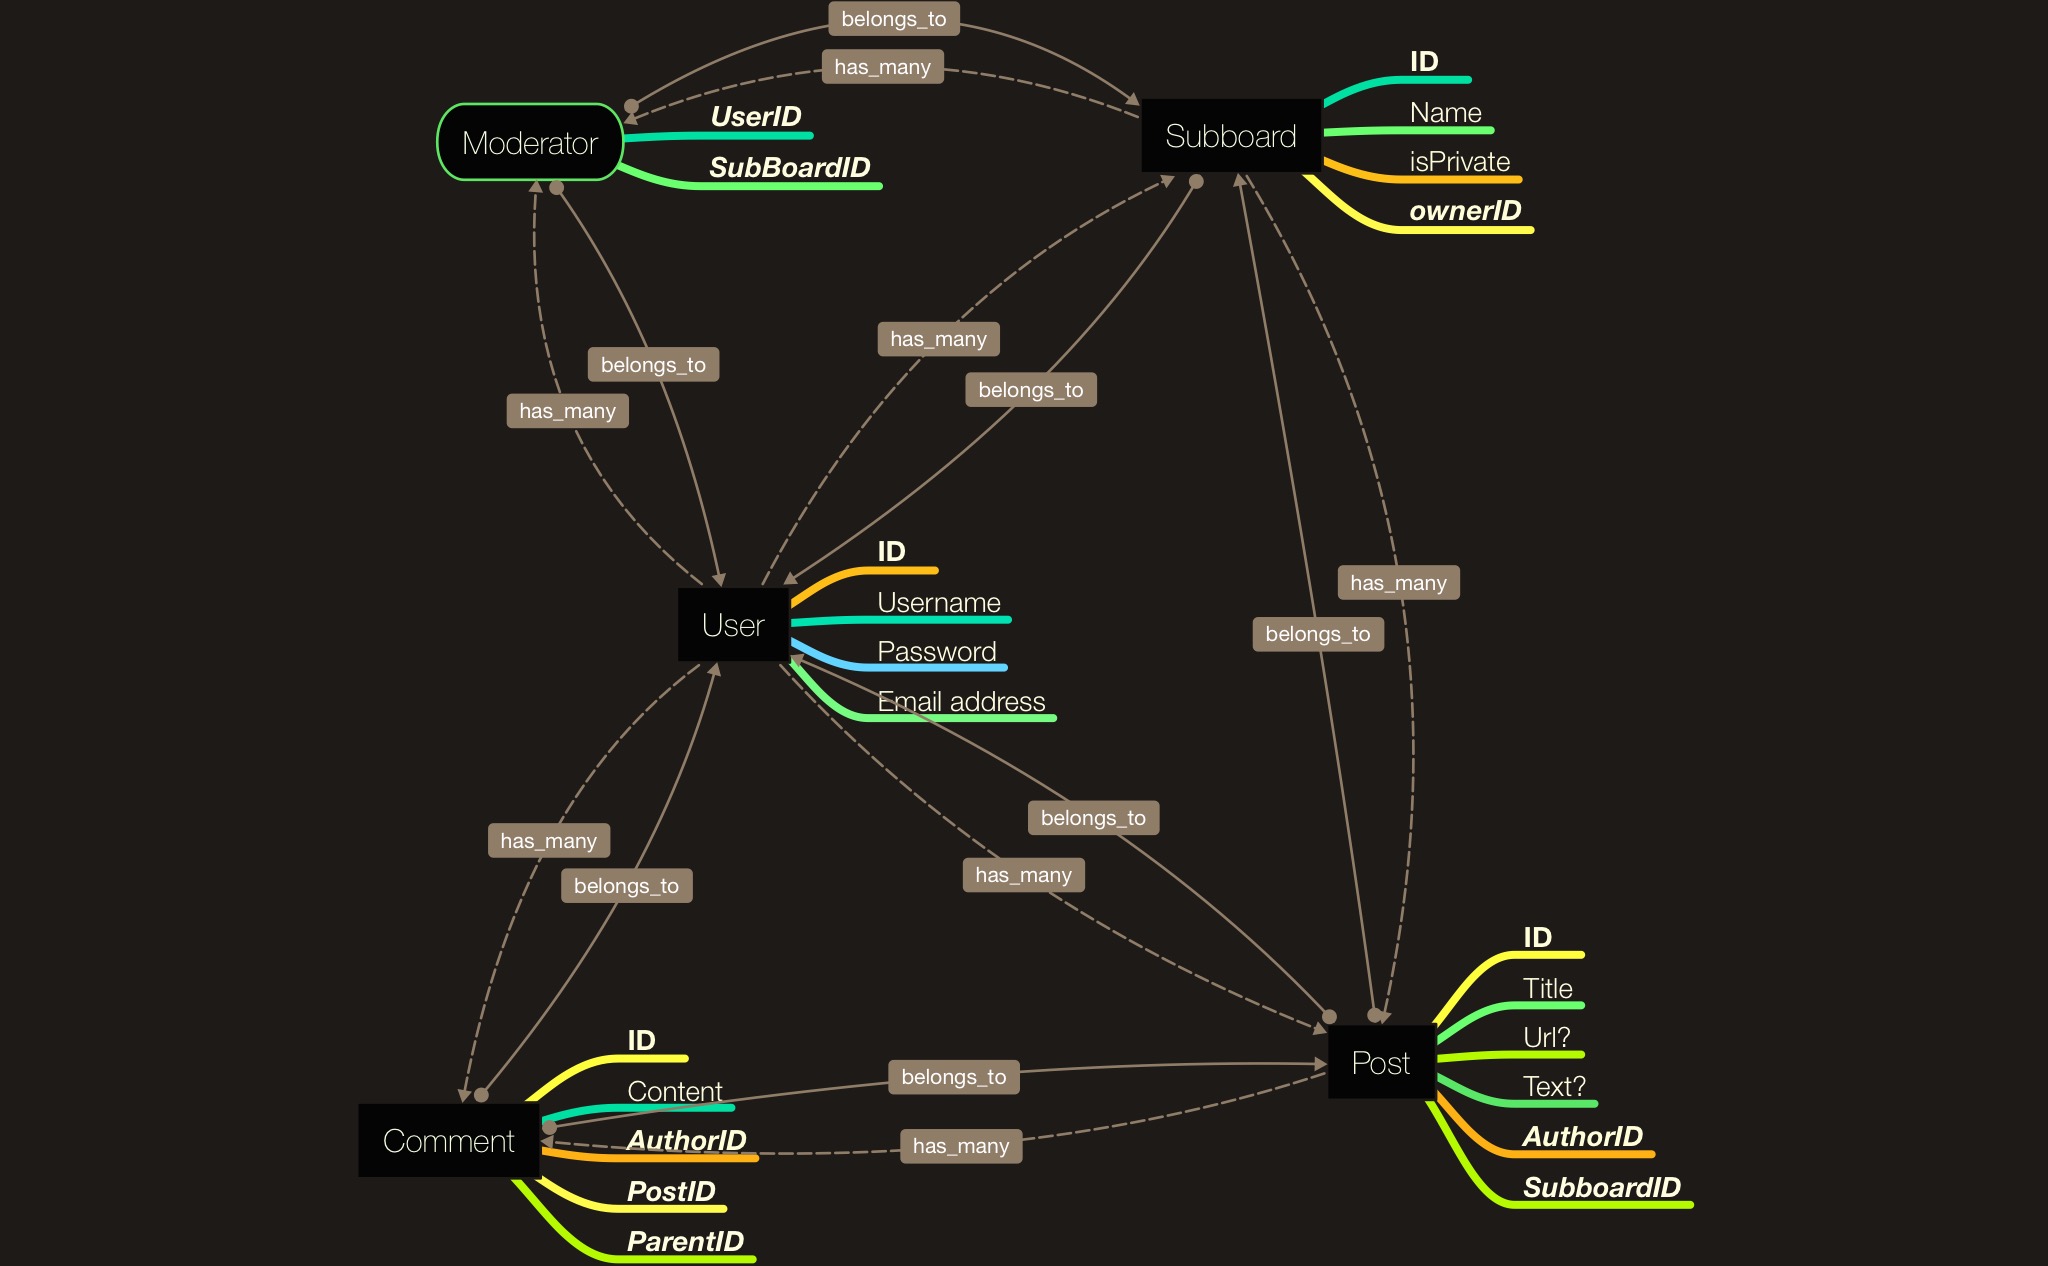 belongs_to
has_many
Moderator
UserID
SubBoardID
Subboard
ID
Name
isPrivate
ownerID
has_many
belongs_to
belongs_to
has_many
has_many
belongs_to
User
ID
Username
Password
Email address
belongs_to
has_many
has_many
belongs_to
Comment
ID
Content
AuthorID
PostID
ParentID
belongs_to
has_many
Post
ID
Title
Url?
Text?
AuthorID
SubboardID